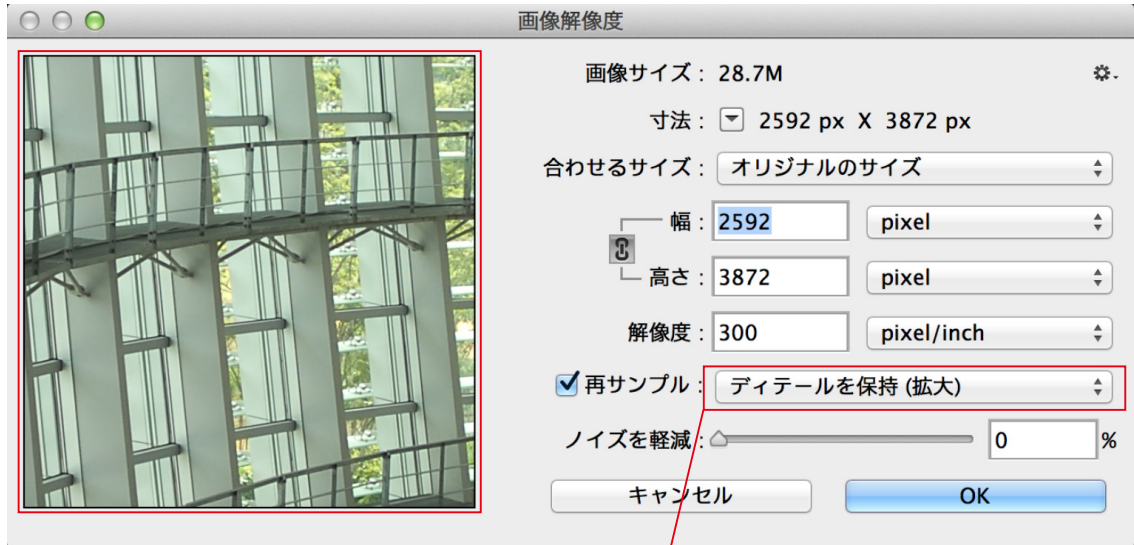 画像解像度
画像サイズ : 28.7M
寸法 : 2592 px X 3872 px
合わせるサイズ : オリジナルのサイズ
幅 : 2592 pixel
高さ : 3872 pixel
解像度 : 300 pixel/inch
再サンプル : ディテールを保持 (拡大)
ノイズを軽減 : 0 %
キャンセル OK